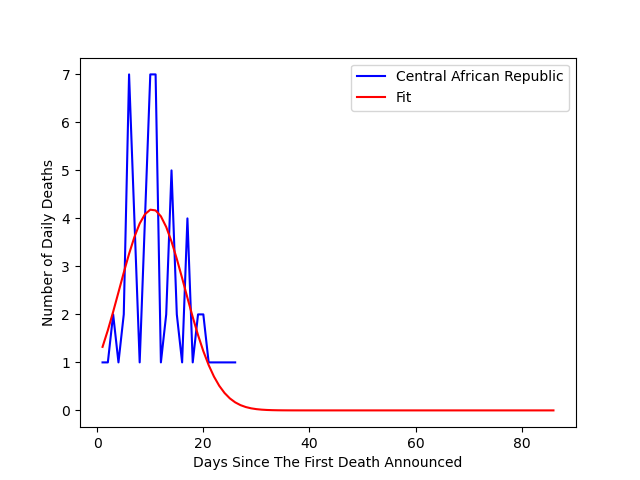 Central African Republic
Fit
7
6
5
4
3
2
1
0
Number of Daily Deaths
0 20 40 60 80
Days Since The First Death Announced